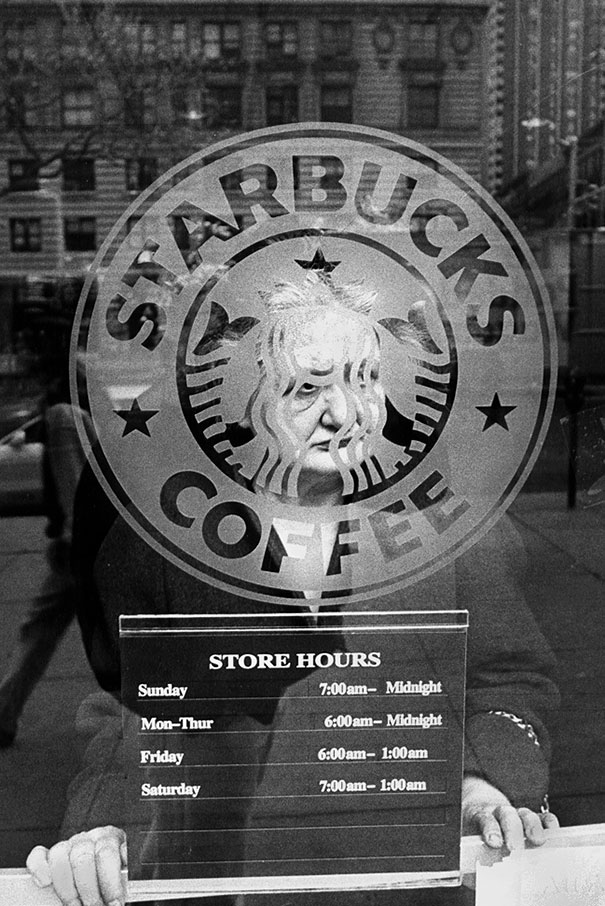 STARBUCKS
COFFEE
STORE HOURS
Sunday 7:00am– Midnight
Mon–Thur 6:00am– Midnight
Friday 6:00am– 1:00am
Saturday 7:00am– 1:00am